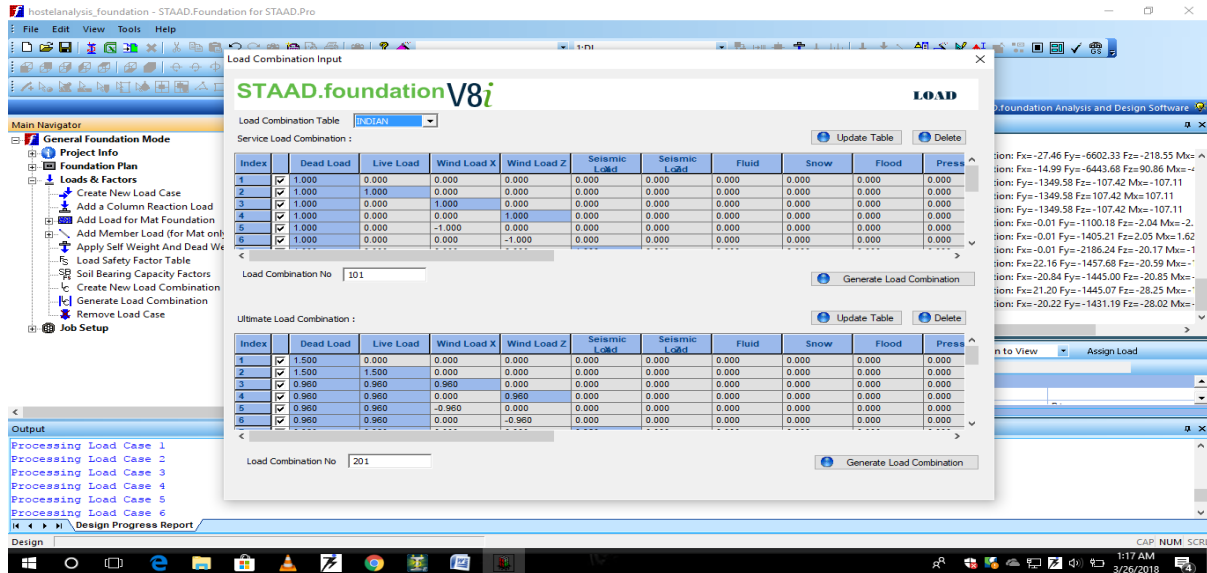 hostelanalysis_foundation - STAAD.Foundation for STAAD.Pro
File Edit View Tools Help
1:DL
Load Combination Input
STAAD.foundation V8i
LOAD
Load Combination Table INDIAN
Service Load Combination :
Update Table Delete
Index Dead Load Live Load Wind Load X Wind Load Z Seismic Seismic Fluid Snow Flood Press
1 1.000 0.000 0.000 0.000 0.000 0.000 0.000 0.000 0.000 0.000
2 1.000 1.000 0.000 0.000 0.000 0.000 0.000 0.000 0.000 0.000
3 1.000 0.000 1.000 0.000 0.000 0.000 0.000 0.000 0.000 0.000
4 1.000 0.000 0.000 1.000 0.000 0.000 0.000 0.000 0.000 0.000
5 1.000 0.000 -1.000 0.000 0.000 0.000 0.000 0.000 0.000 0.000
6 1.000 0.000 0.000 -1.000 0.000 0.000 0.000 0.000 0.000 0.000
Load Combination No 101
Generate Load Combination
Ultimate Load Combination :
Update Table Delete
Index Dead Load Live Load Wind Load X Wind Load Z Seismic Seismic Fluid Snow Flood Press
1 1.500 0.000 0.000 0.000 0.000 0.000 0.000 0.000 0.000 0.000
2 1.500 1.500 0.000 0.000 0.000 0.000 0.000 0.000 0.000 0.000
3 0.960 0.960 0.960 0.000 0.000 0.000 0.000 0.000 0.000 0.000
4 0.960 0.960 0.000 0.960 0.000 0.000 0.000 0.000 0.000 0.000
5 0.960 0.960 -0.960 0.000 0.000 0.000 0.000 0.000 0.000 0.000
6 0.960 0.960 0.000 -0.960 0.000 0.000 0.000 0.000 0.000 0.000
Load Combination No 201
Generate Load Combination
Main Navigator
General Foundation Mode
Project Info
Foundation Plan
Loads & Factors
Create New Load Case
Add a Column Reaction Loa
Add Load for Mat Foundation
Add Member Load (for Mat only
Apply Self Weight And Dead We
Load Safety Factor Table
Soil Bearing Capacity Factors
Create New Load Combination
Generate Load Combination
Remove Load Case
Job Setup
D.foundation Analysis and Design Software
tion: Fx=-27.46 Fy=-6602.33 Fz=-218.55 Mx=
tion: Fx=-14.99 Fy=-6443.68 Fz=90.86 Mx=-4
tion: Fy=-1349.58 Fz=-107.42 Mx=-107.11
tion: Fy=-1349.58 Fz=107.42 Mx=107.11
tion: Fy=-1349.58 Fz=-107.42 Mx=-107.11
tion: Fx=-0.01 Fy=-1100.18 Fz=-2.04 Mx=-2.
tion: Fx=-0.01 Fy=-1405.21 Fz=2.05 Mx=1.62
tion: Fx=-0.01 Fy=-2186.24 Fz=-20.17 Mx=-1
tion: Fx=22.16 Fy=-1457.68 Fz=-20.59 Mx=-
tion: Fx=-20.84 Fy=-1445.00 Fz=-20.85 Mx=-
tion: Fx=21.20 Fy=-1445.07 Fz=-28.25 Mx=-
tion: Fx=-20.22 Fy=-1431.19 Fz=-28.02 Mx=-
n to View Assign Load
Output
Processing Load Case 1
Processing Load Case 2
Processing Load Case 3
Processing Load Case 4
Processing Load Case 5
Processing Load Case 6
Design Progress Report
Design
CAP NUM SCRL
1:17 AM
3/26/2018